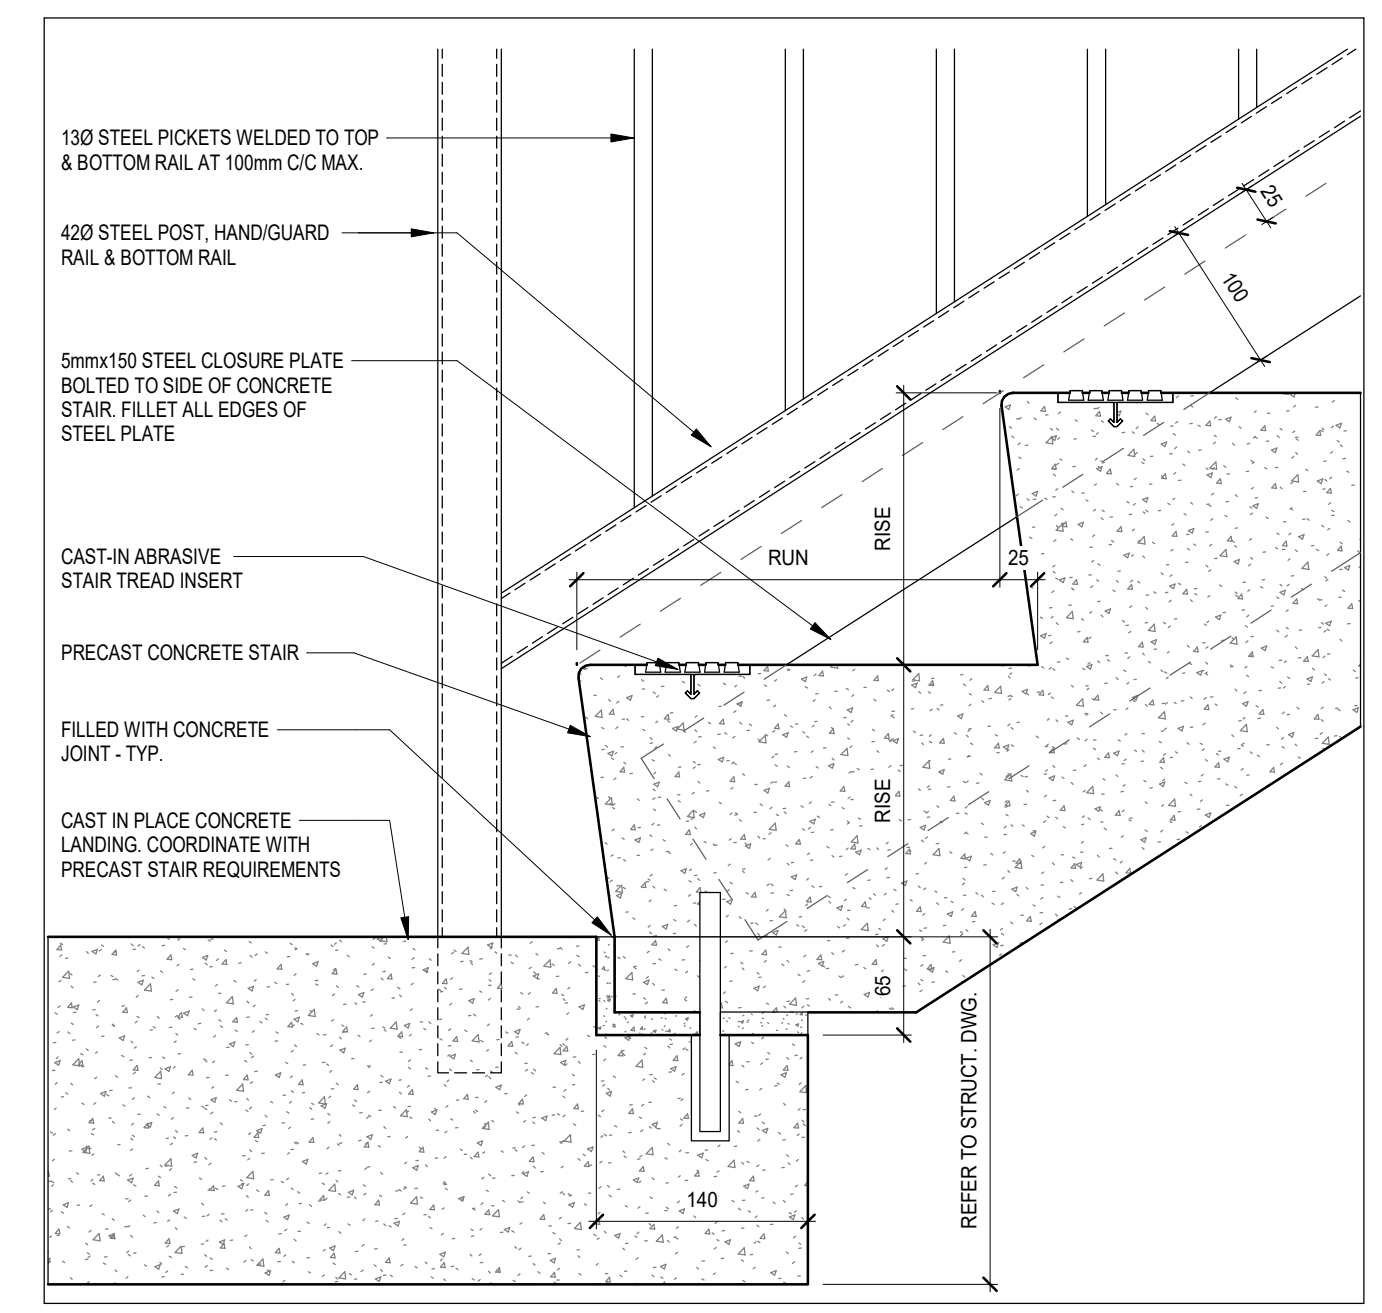 13Ø STEEL PICKETS WELDED TO TOP
& BOTTOM RAIL AT 100mm C/C MAX.
42Ø STEEL POST, HAND/GUARD
RAIL & BOTTOM RAIL
5mmx150 STEEL CLOSURE PLATE
BOLTED TO SIDE OF CONCRETE
STAIR. FILLET ALL EDGES OF
STEEL PLATE
CAST-IN ABRASIVE
STAIR TREAD INSERT
PRECAST CONCRETE STAIR
FILLED WITH CONCRETE
JOINT - TYP.
CAST IN PLACE CONCRETE
LANDING. COORDINATE WITH
PRECAST STAIR REQUIREMENTS
25
100
RISE
RUN
25
RISE
65
REFER TO STRUCT. DWG.
140